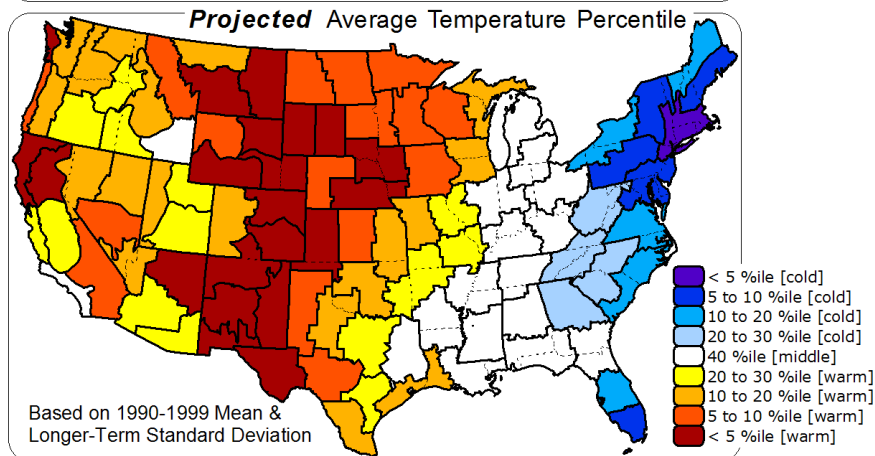 Projected Average Temperature Percentile
< 5 %ile [cold]
5 to 10 %ile [cold]
10 to 20 %ile [cold]
20 to 30 %ile [cold]
40 %ile [middle]
20 to 30 %ile [warm]
10 to 20 %ile [warm]
5 to 10 %ile [warm]
< 5 %ile [warm]
Based on 1990-1999 Mean &
Longer-Term Standard Deviation